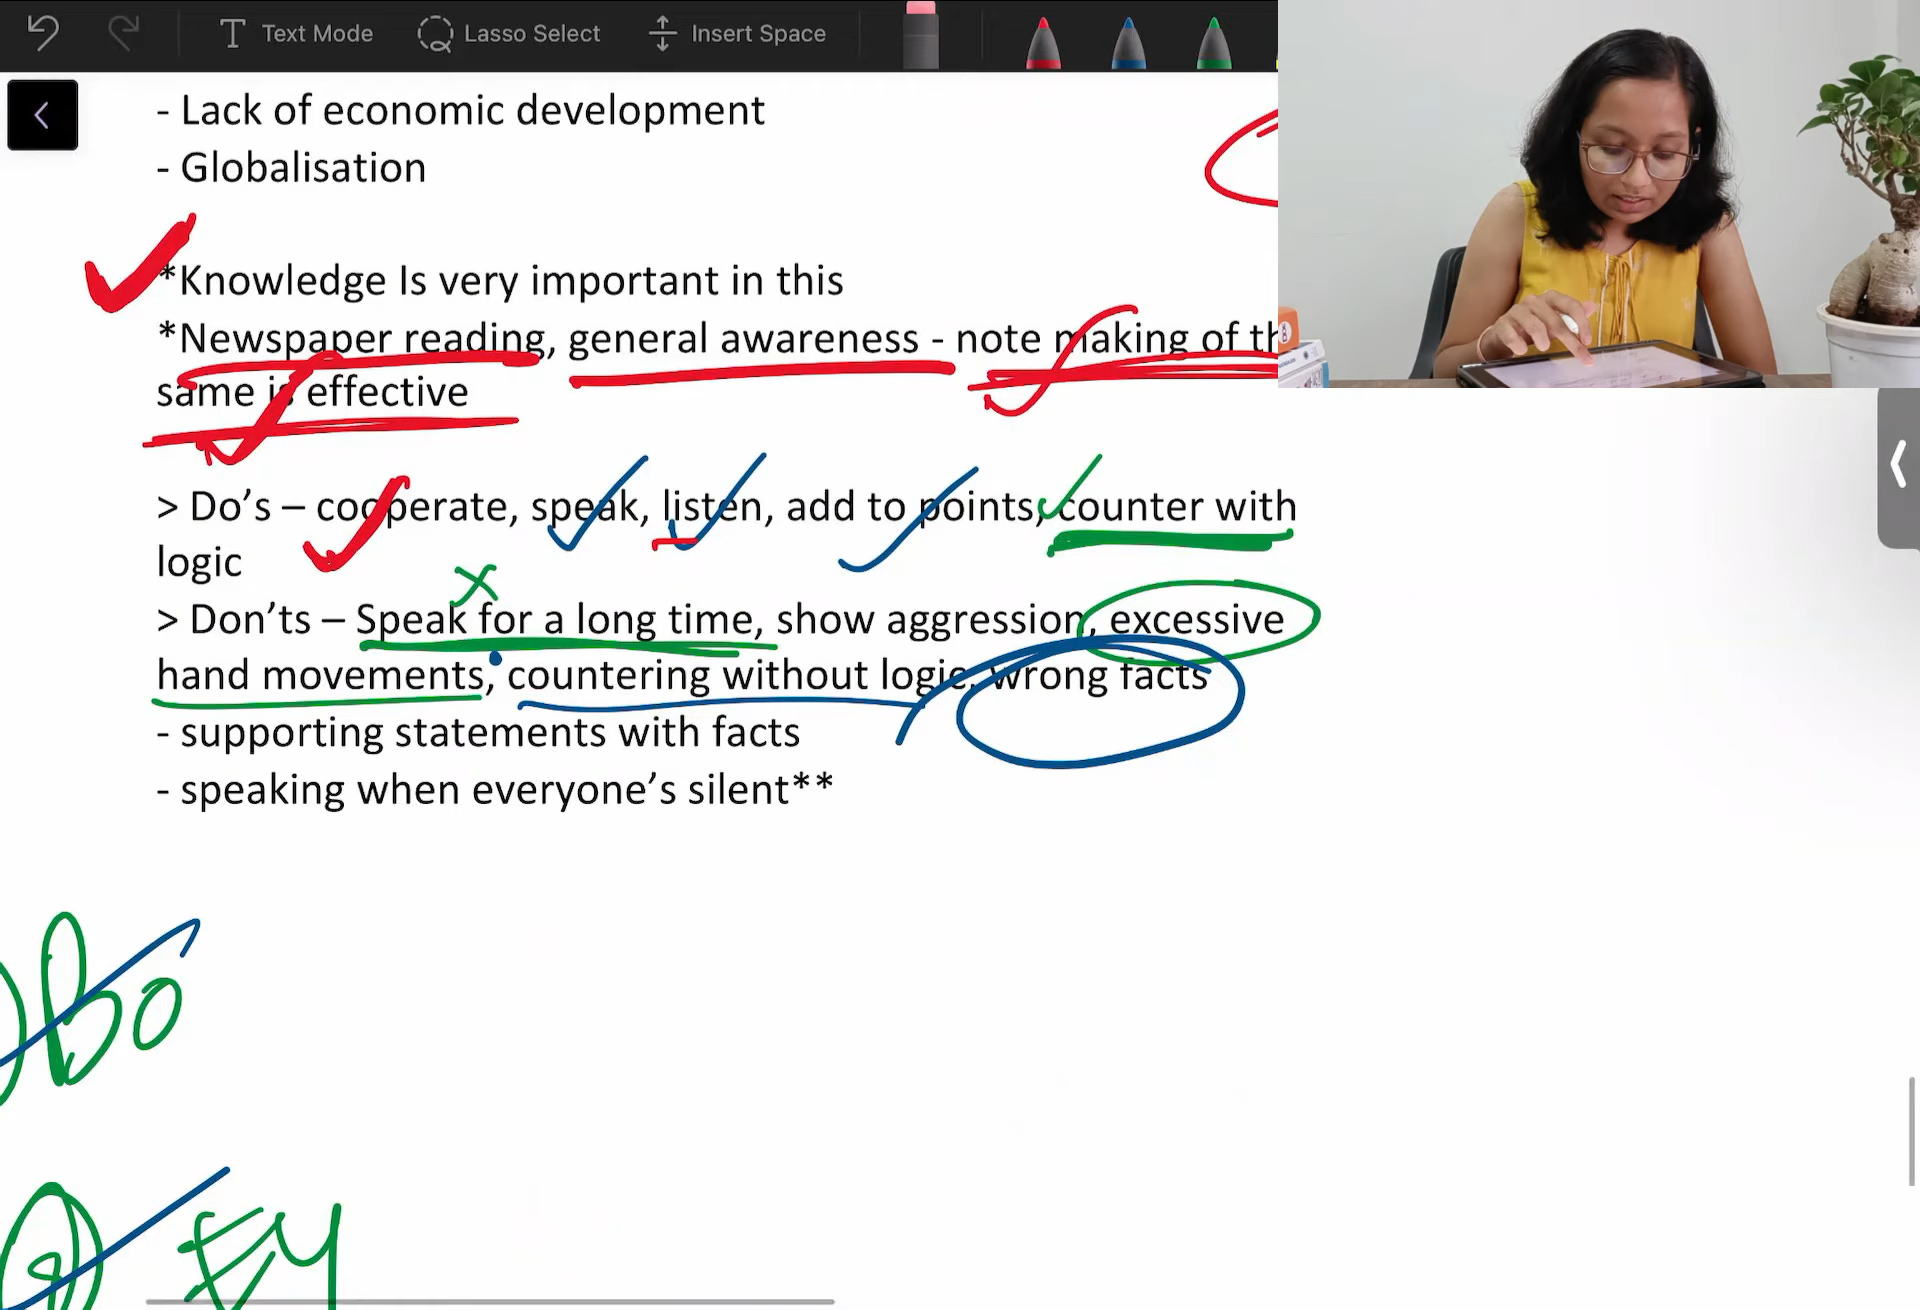 Text Mode Lasso Select Insert Space
- Lack of economic development
- Globalisation
*Knowledge Is very important in this
*Newspaper reading, general awareness - note making of th
same is effective
> Do’s – cooperate, speak, listen, add to points, counter with
logic
> Don’ts – Speak for a long time, show aggression, excessive
hand movements, countering without logic, wrong facts
- supporting statements with facts
- speaking when everyone’s silent**